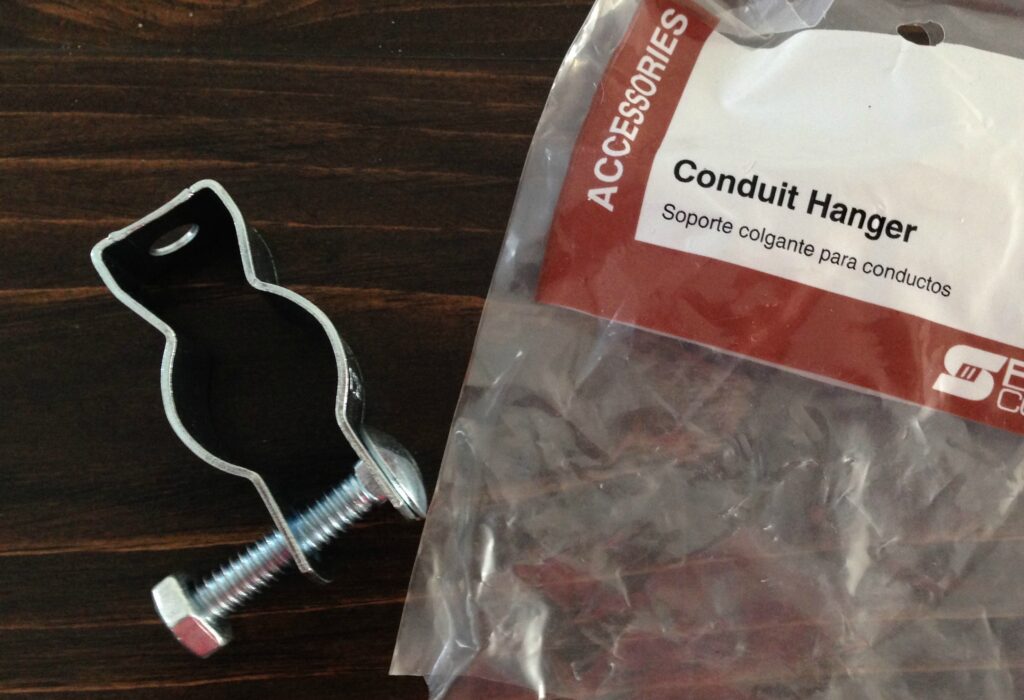 ACCESSORIES
Conduit Hanger
Soporte colgante para conductos